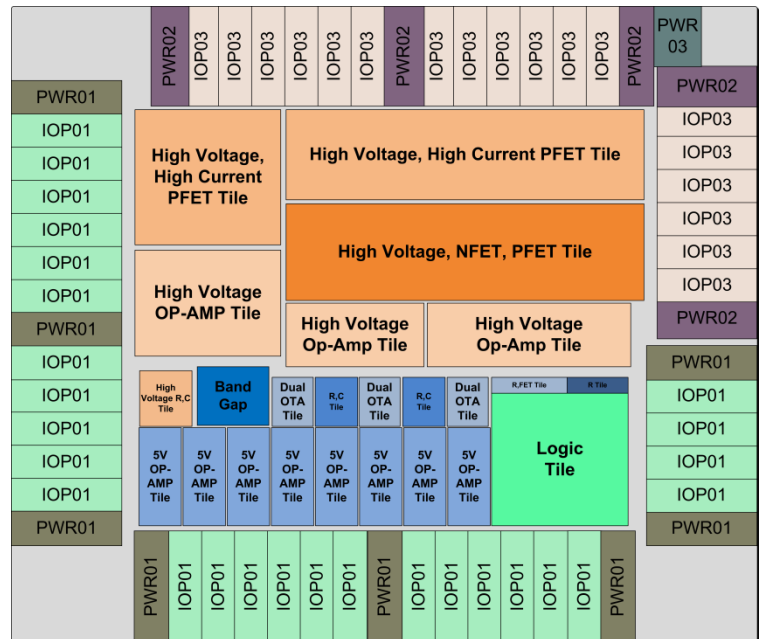 PWR02
IOP03
IOP03
IOP03
IOP03
IOP03
IOP03
PWR02
IOP03
IOP03
IOP03
IOP03
IOP03
IOP03
PWR02
PWR
03
PWR01
IOP01
IOP01
IOP01
IOP01
IOP01
IOP01
PWR01
IOP01
IOP01
IOP01
IOP01
IOP01
PWR01
High Voltage,
High Current
PFET Tile
High Voltage, High Current PFET Tile
High Voltage, NFET, PFET Tile
High Voltage
OP-AMP Tile
High Voltage
Op-Amp Tile
High Voltage
Op-Amp Tile
High
Voltage R,C
Tile
Band
Gap
Dual
OTA
Tile
R,C
Tile
Dual
OTA
Tile
R,C
Tile
Dual
OTA
Tile
R,FET Tile
R Tile
5V
OP-
AMP
Tile
5V
OP-
AMP
Tile
5V
OP-
AMP
Tile
5V
OP-
AMP
Tile
5V
OP-
AMP
Tile
5V
OP-
AMP
Tile
5V
OP-
AMP
Tile
5V
OP-
AMP
Tile
Logic
Tile
PWR02
IOP03
IOP03
IOP03
IOP03
IOP03
IOP03
PWR02
PWR01
IOP01
IOP01
IOP01
IOP01
PWR01
PWR01
IOP01
IOP01
IOP01
IOP01
IOP01
IOP01
PWR01
IOP01
IOP01
IOP01
IOP01
IOP01
IOP01
PWR01